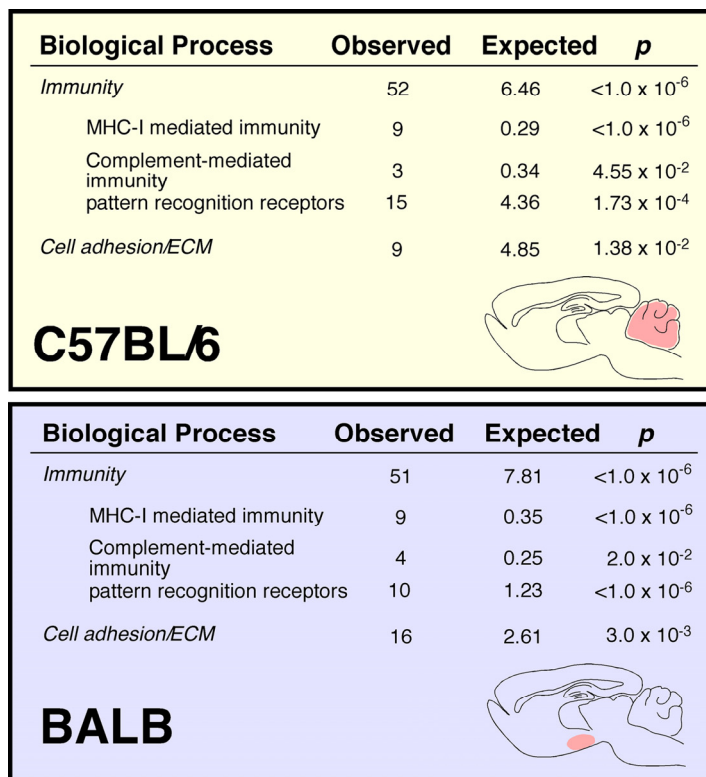 Biological Process Observed Expected p
Immunity 52 6.46 <1.0 x 10-6
MHC-I mediated immunity 9 0.29 <1.0 x 10-6
Complement-mediated
immunity 3 0.34 4.55 x 10-2
pattern recognition receptors 15 4.36 1.73 x 10-4
Cell adhesion/ECM 9 4.85 1.38 x 10-2
C57BL/6
Biological Process Observed Expected p
Immunity 51 7.81 <1.0 x 10-6
MHC-I mediated immunity 9 0.35 <1.0 x 10-6
Complement-mediated
immunity 4 0.25 2.0 x 10-2
pattern recognition receptors 10 1.23 <1.0 x 10-6
Cell adhesion/ECM 16 2.61 3.0 x 10-3
BALB